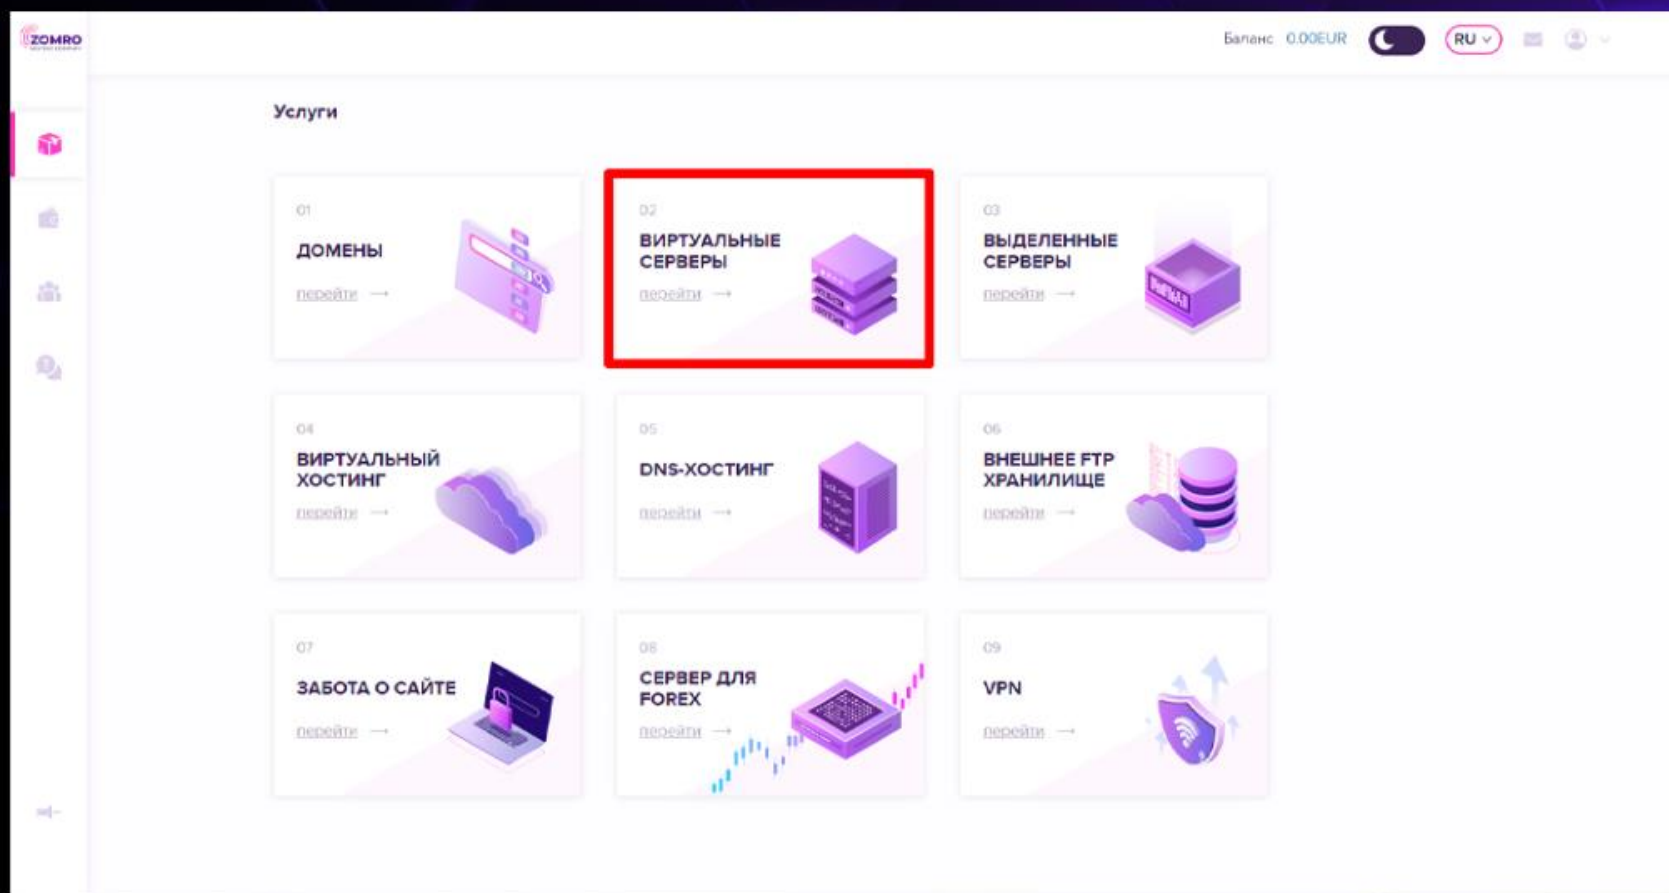 ZOMRO
Баланс 0.00EUR
RU
Услуги
01
ДОМЕНЫ
перейти →
02
ВИРТУАЛЬНЫЕ
СЕРВЕРЫ
перейти →
03
ВЫДЕЛЕННЫЕ
СЕРВЕРЫ
перейти →
04
ВИРТУАЛЬНЫЙ
ХОСТИНГ
перейти →
05
DNS-ХОСТИНГ
перейти →
06
ВНЕШНЕЕ FTP
ХРАНИЛИЩЕ
перейти →
07
ЗАБОТА О САЙТЕ
перейти →
08
СЕРВЕР ДЛЯ
FOREX
перейти →
09
VPN
перейти →